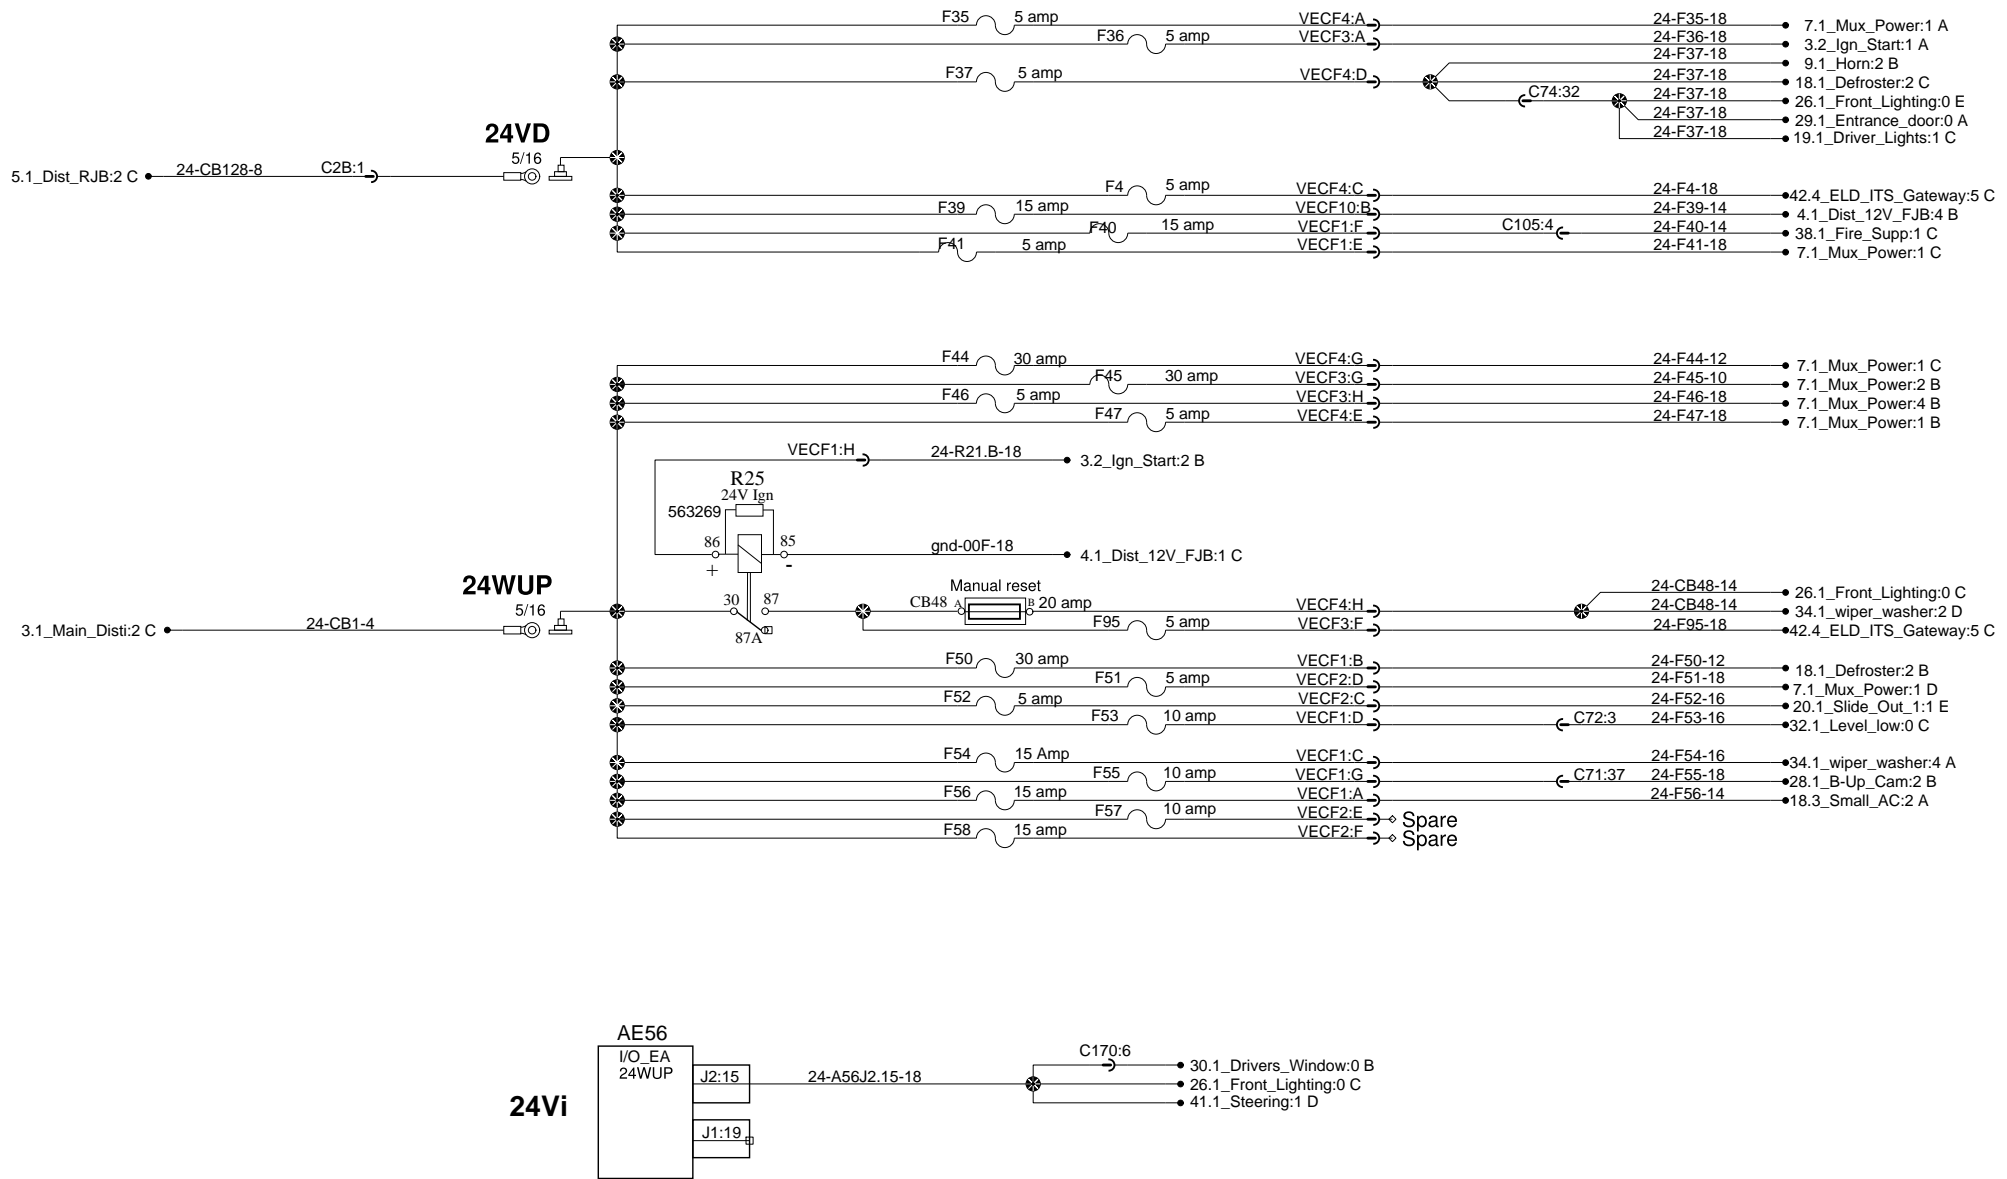 F35 5 amp VECF4:A 24-F35-18 7.1_Mux_Power:1 A
F36 5 amp VECF3:A 24-F36-18 3.2_Ign_Start:1 A
24-F37-18 9.1_Horn:2 B
F37 5 amp VECF4:D 24-F37-18 18.1_Defroster:2 C
C74:32 24-F37-18 26.1_Front_Lighting:0 E
24-F37-18 29.1_Entrance_door:0 A
24-F37-18 19.1_Driver_Lights:1 C
24VD
5/16
5.1_Dist_RJB:2 C 24-CB128-8 C2B:1
F4 5 amp VECF4:C 24-F4-18 42.4_ELD_ITS_Gateway:5 C
F39 15 amp VECF10:B 24-F39-14 4.1_Dist_12V_FJB:4 B
F40 15 amp VECF1:F C105:4 24-F40-14 38.1_Fire_Supp:1 C
F41 5 amp VECF1:E 24-F41-18 7.1_Mux_Power:1 C
F44 30 amp VECF4:G 24-F44-12 7.1_Mux_Power:1 C
F45 30 amp VECF3:G 24-F45-10 7.1_Mux_Power:2 B
F46 5 amp VECF3:H 24-F46-18 7.1_Mux_Power:4 B
F47 5 amp VECF4:E 24-F47-18 7.1_Mux_Power:1 B
VECF1:H 24-R21.B-18 3.2_Ign_Start:2 B
R25
24V Ign
563269
86 85 gnd-00F-18 4.1_Dist_12V_FJB:1 C
+ -
24WUP
5/16
3.1_Main_Disti:2 C 24-CB1-4
Manual reset
24-CB48-14 26.1_Front_Lighting:0 C
30 87 CB48 A B 20 amp VECF4:H 24-CB48-14 34.1_wiper_washer:2 D
87A F95 5 amp VECF3:F 24-F95-18 42.4_ELD_ITS_Gateway:5 C
F50 30 amp VECF1:B 24-F50-12 18.1_Defroster:2 B
F51 5 amp VECF2:D 24-F51-18 7.1_Mux_Power:1 D
F52 5 amp VECF2:C 24-F52-16 20.1_Slide_Out_1:1 E
F53 10 amp VECF1:D C72:3 24-F53-16 32.1_Level_low:0 C
F54 15 Amp VECF1:C 24-F54-16 34.1_wiper_washer:4 A
F55 10 amp VECF1:G C71:37 24-F55-18 28.1_B-Up_Cam:2 B
F56 15 amp VECF1:A 24-F56-14 18.3_Small_AC:2 A
F57 10 amp VECF2:E Spare
F58 15 amp VECF2:F Spare
AE56
I/O_EA
24WUP
24Vi
C170:6 30.1_Drivers_Window:0 B
J2:15 24-A56J2.15-18 26.1_Front_Lighting:0 C
41.1_Steering:1 D
J1:19